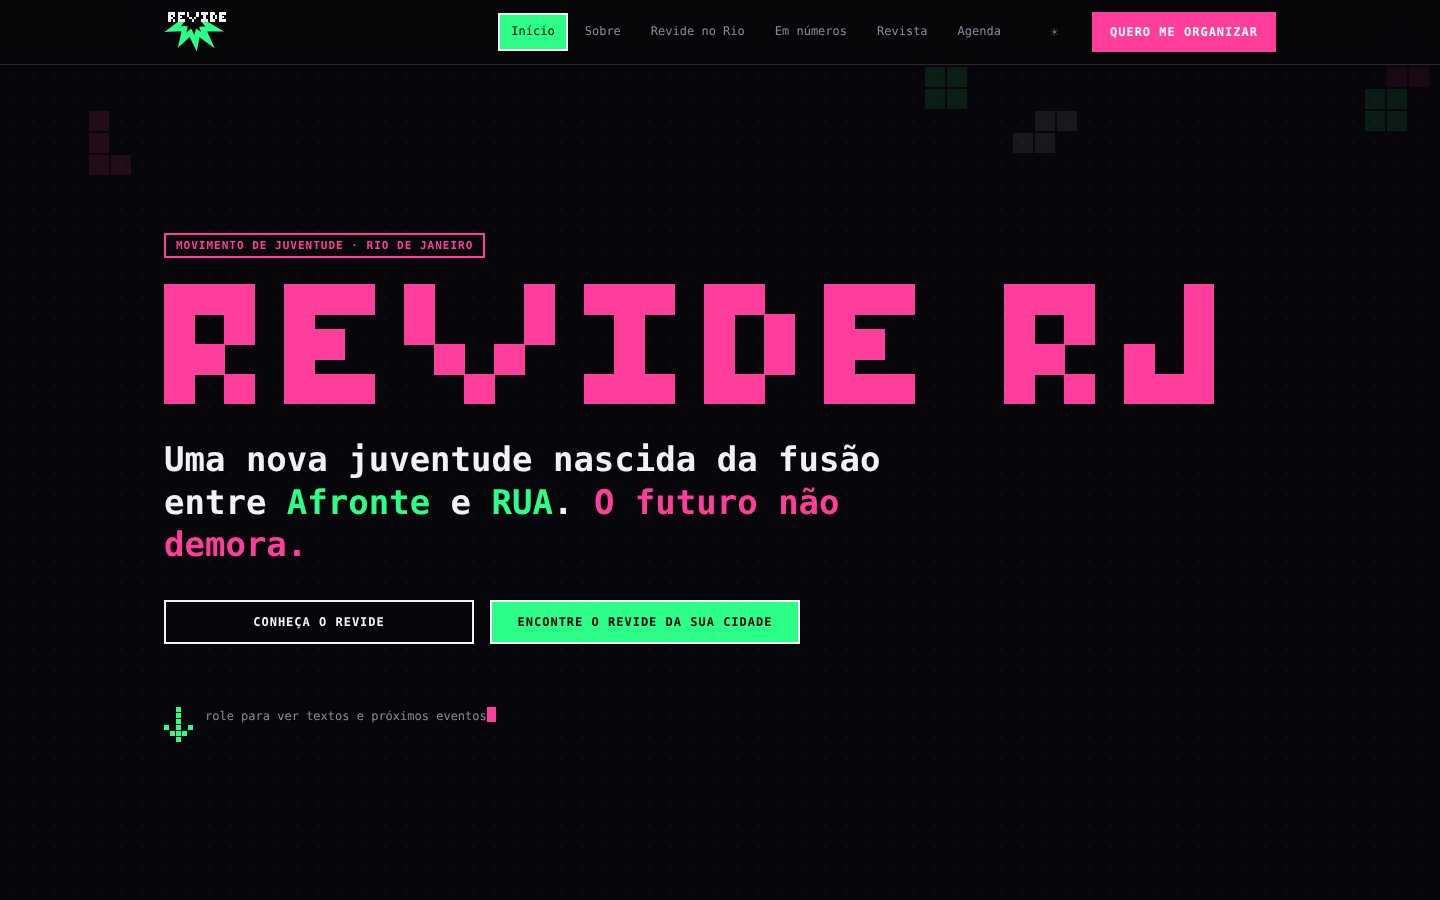 REVIDE
Início
Sobre
Revide no Rio
Em números
Revista
Agenda
QUERO ME ORGANIZAR
MOVIMENTO DE JUVENTUDE · RIO DE JANEIRO
REVIDE RJ
Uma nova juventude nascida da fusão
entre Afronte e RUA. O futuro não
demora.
CONHEÇA O REVIDE
ENCONTRE O REVIDE DA SUA CIDADE
role para ver textos e próximos eventos